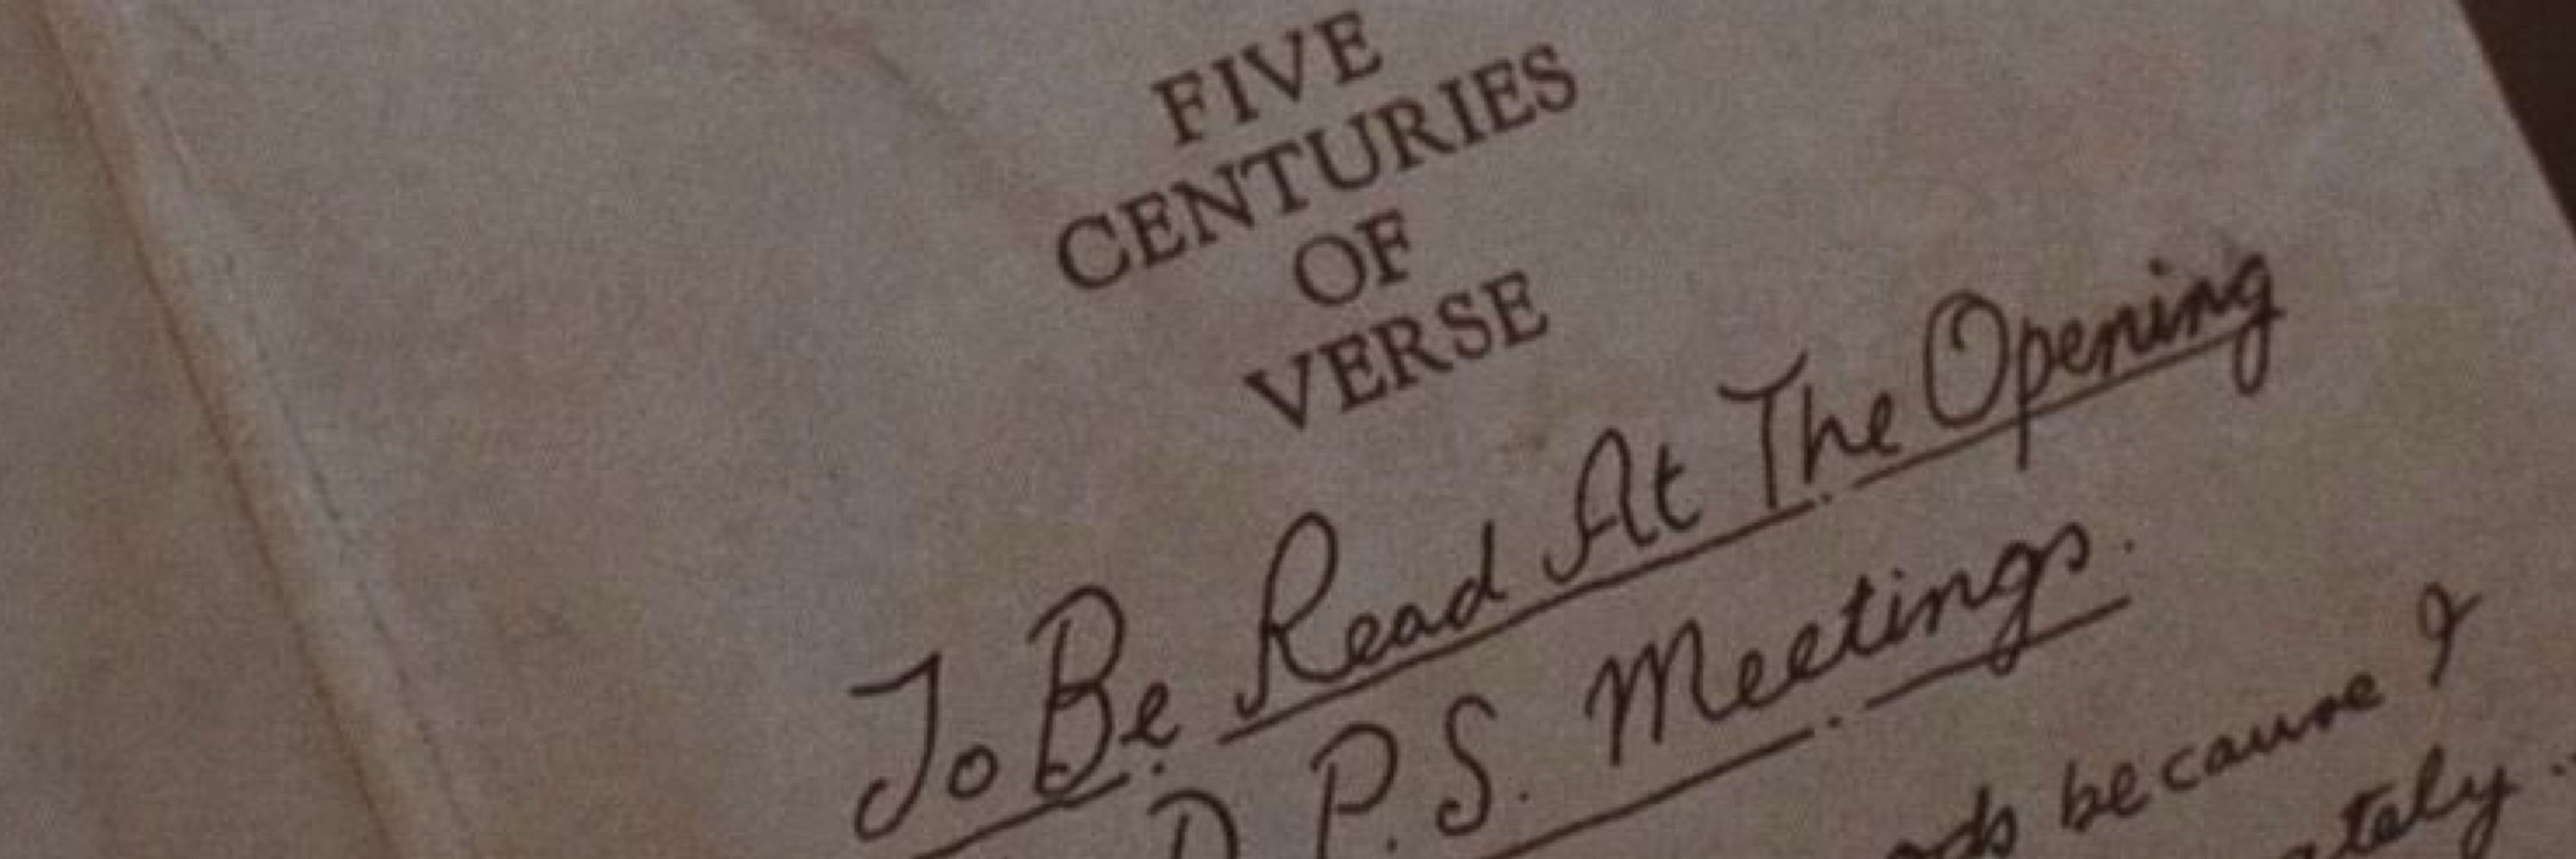 FIVE
CENTURIES
OF
VERSE
To Be Read At The Opening
D.P.S. Meetings.
because I